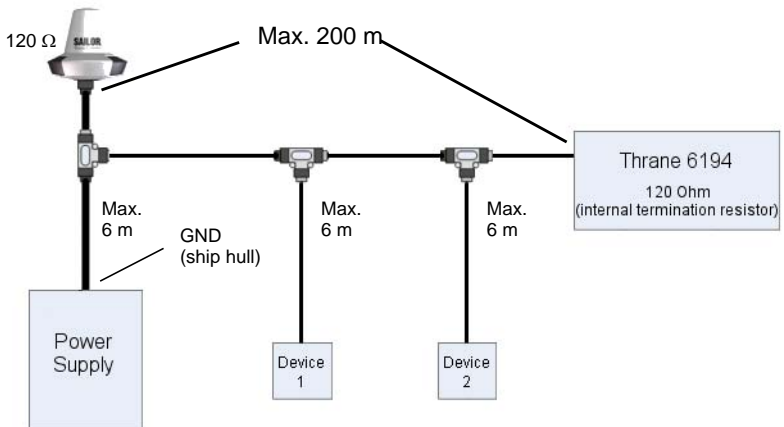 120 Ω
SAILOR
Max. 200 m
Thrane 6194
120 Ohm
(internal termination resistor)
Max.
6 m
GND
(ship hull)
Max.
6 m
Max.
6 m
Power
Supply
Device
1
Device
2